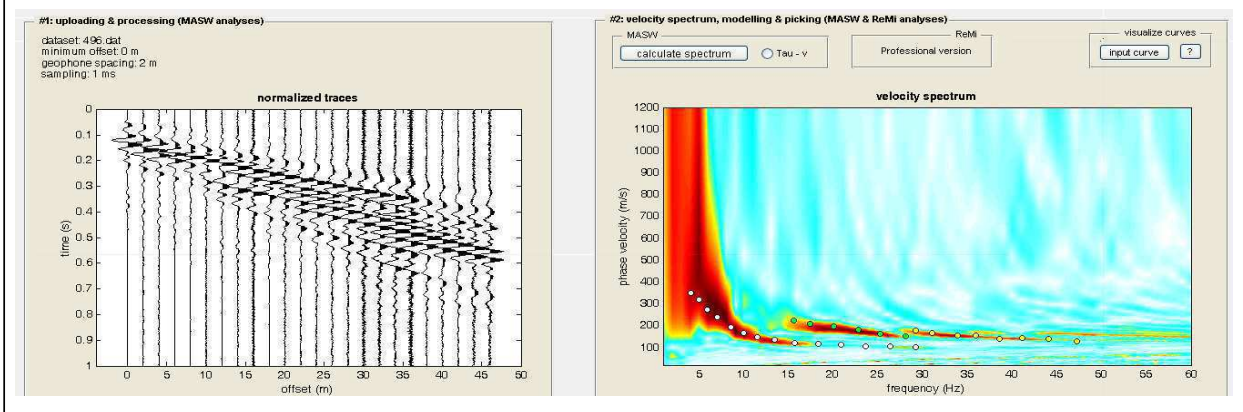 #1: uploading & processing (MASW analyses)
dataset: 496.dat
minimum offset: 0 m
geophone spacing: 2 m
sampling: 1 ms
normalized traces
0
0.1
0.2
0.3
0.4
0.5
0.6
0.7
0.8
0.9
1
time (s)
0 5 10 15 20 25 30 35 40 45 50
offset (m)
#2: velocity spectrum, modelling & picking (MASW & ReMi analyses)
MASW
calculate spectrum
Tau - v
ReMi
Professional version
visualize curves
input curve
?
velocity spectrum
1200
1100
1000
900
800
700
600
500
400
300
200
100
phase velocity (m/s)
5 10 15 20 25 30 35 40 45 50 55 60
frequency (Hz)